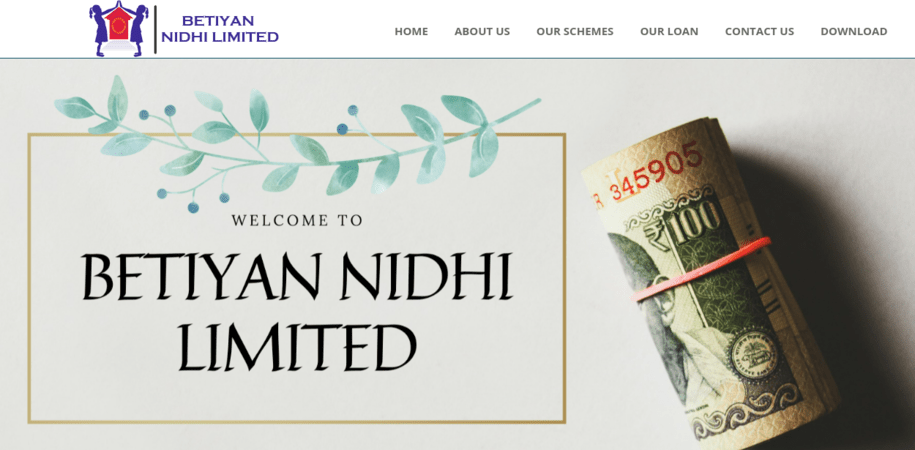 BETIYAN
NIDHI LIMITED
HOME ABOUT US OUR SCHEMES OUR LOAN CONTACT US DOWNLOAD
WELCOME TO
BETIYAN NIDHI
LIMITED
345905
₹100